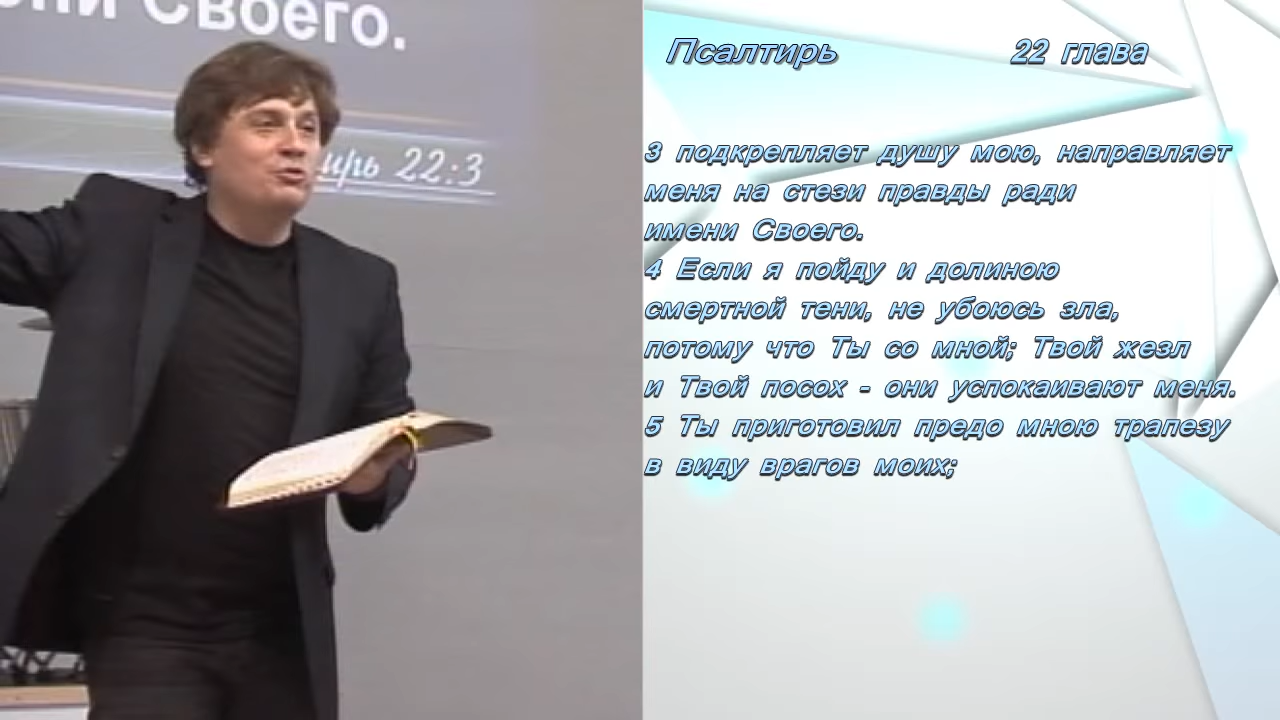 Своего.
22:3
Псалтирь 22 глава
3 подкрепляет душу мою, направляет
меня на стези правды ради
имени Своего.
4 Если я пойду и долиною
смертной тени, не убоюсь зла,
потому что Ты со мной; Твой жезл
и Твой посох - они успокаивают меня.
5 Ты приготовил предо мною трапезу
в виду врагов моих;